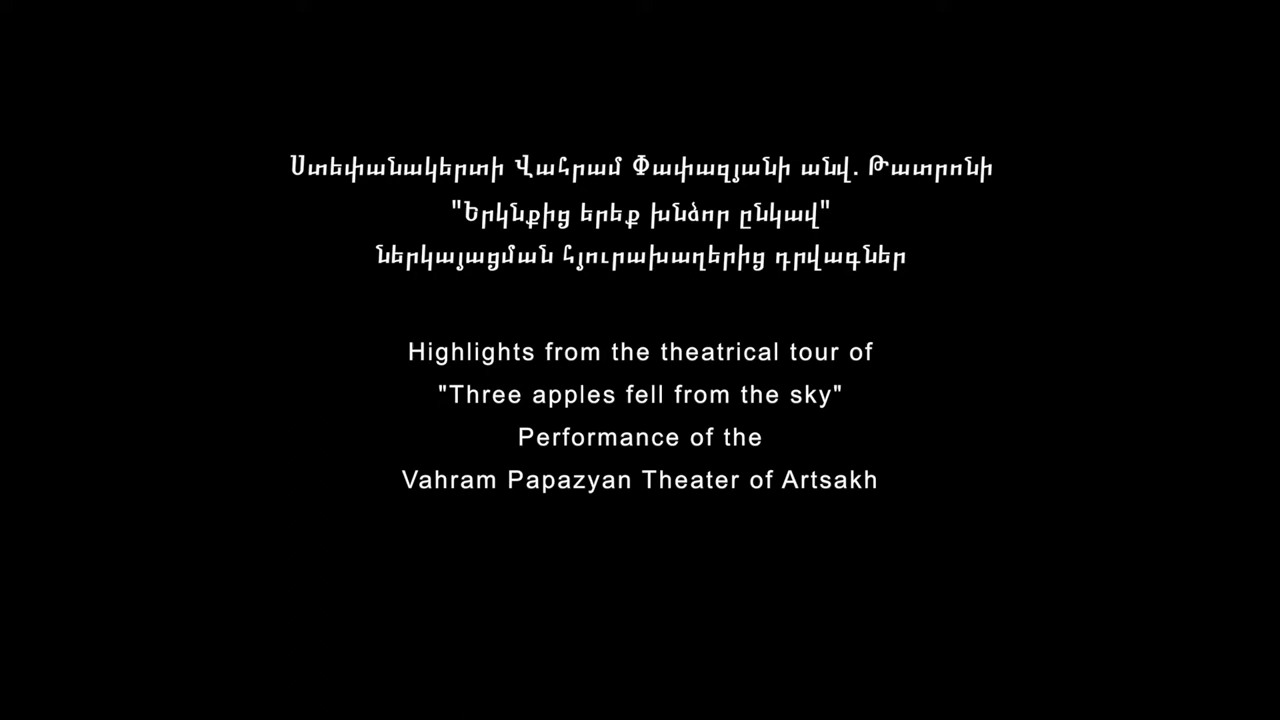 Ստեփանակերտի Վահրամ Փափազյանի անվ. Թատրոնի
"Երկնքից երեք խնձոր ընկավ"
ներկայացման հյուրախաղերից դրվագներ
Highlights from the theatrical tour of
"Three apples fell from the sky"
Performance of the
Vahram Papazyan Theater of Artsakh